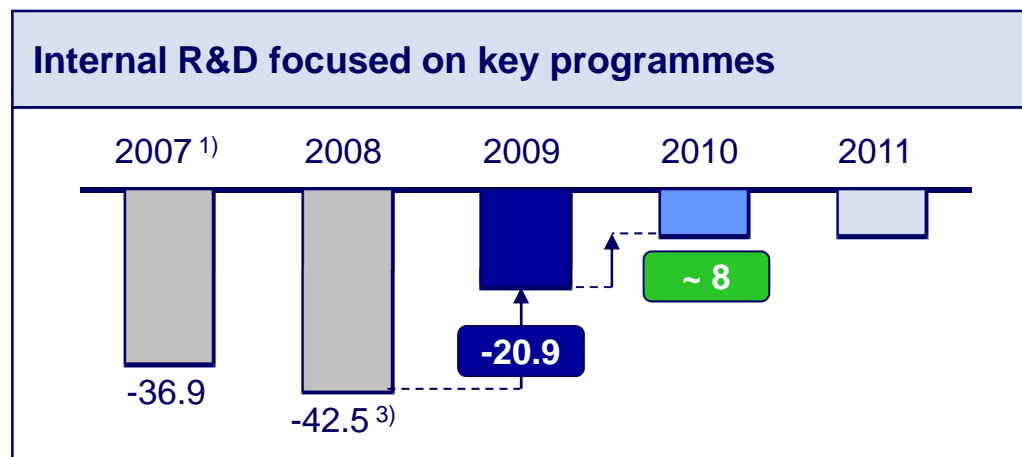 Internal R&D focused on key programmes
2007 1) 2008 2009 2010 2011
~ 8
-20.9
-36.9
-42.5 3)